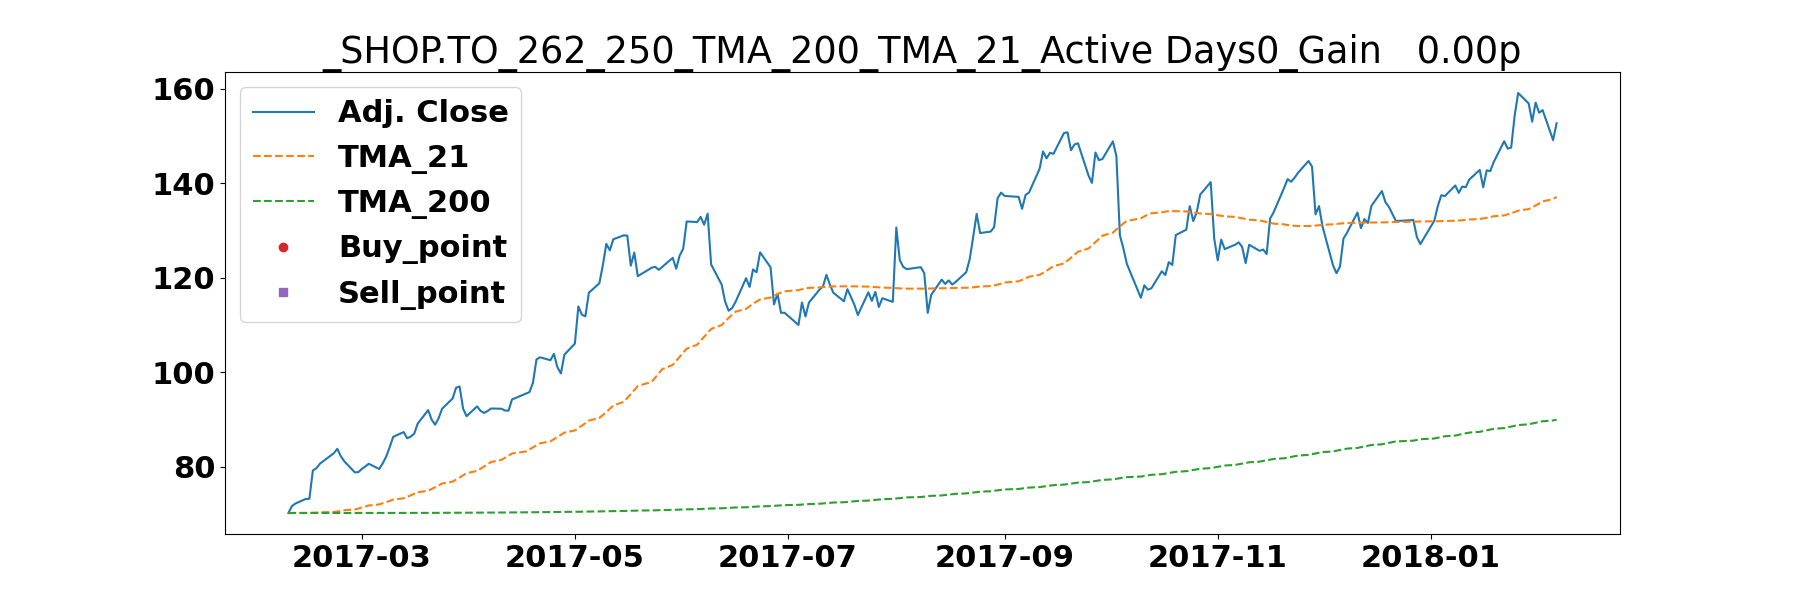 _SHOP.TO_262_250_TMA_200_TMA_21_Active Days0_Gain   0.00p
160
140
120
100
80
Adj. Close
TMA_21
TMA_200
Buy_point
Sell_point
2017-03 2017-05 2017-07 2017-09 2017-11 2018-01